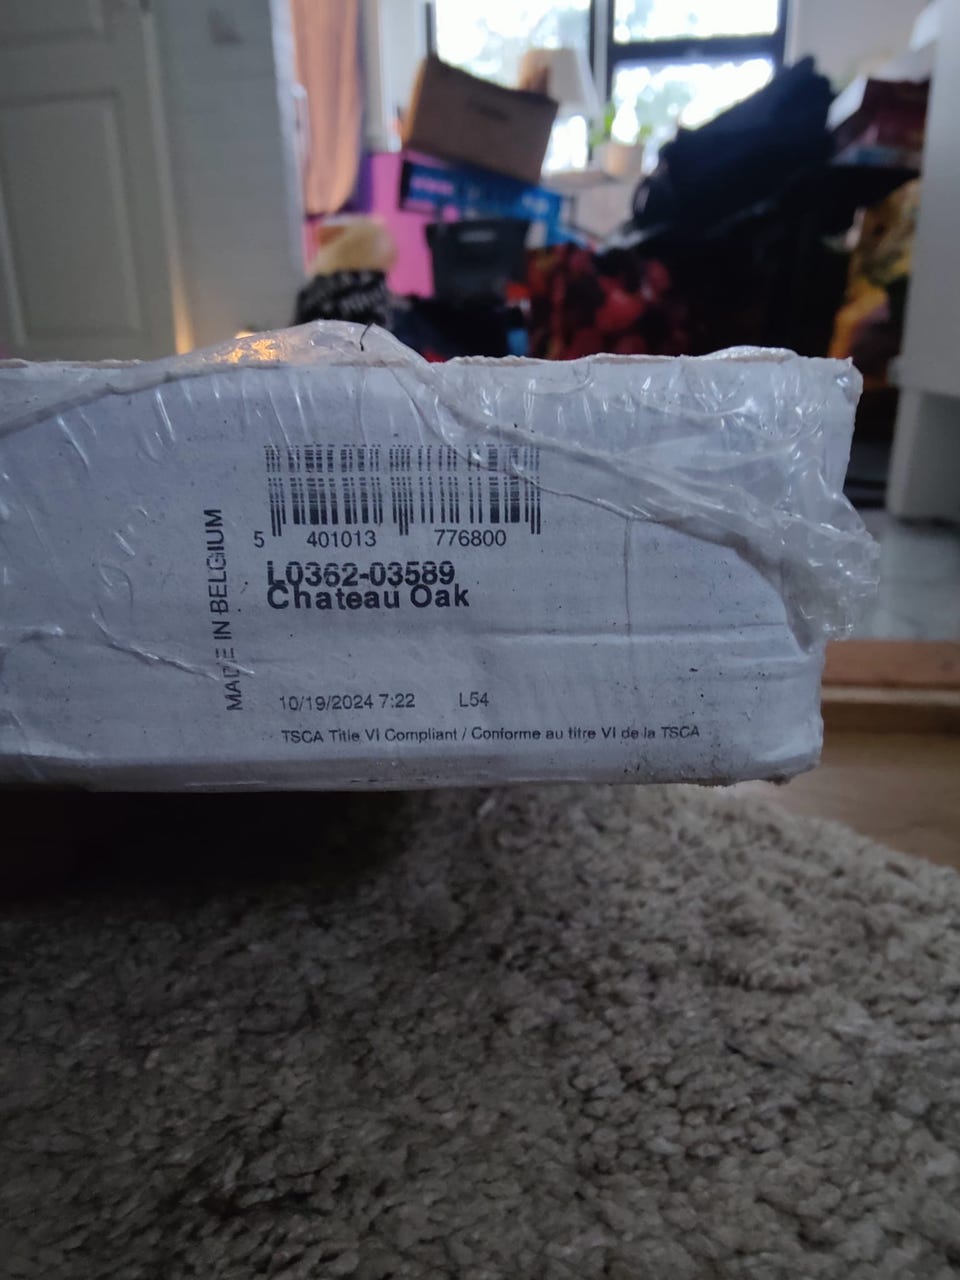 5 401013 776800
MADE IN BELGIUM
L0362-03589
Chateau Oak
10/19/2024 7:22 L54
TSCA Title VI Compliant / Conforme au titre VI de la TSCA